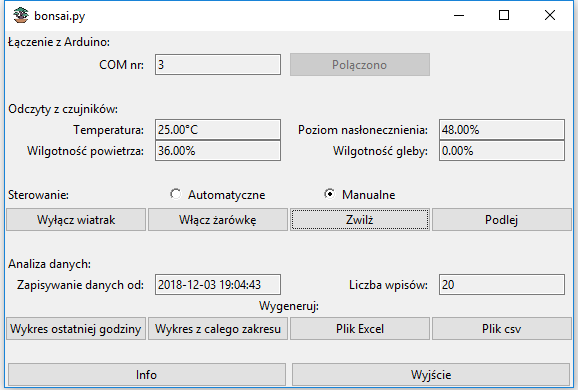 bonsai.py
Łączenie z Arduino:
COM nr: 3 Polączono
Odczyty z czujników:
Temperatura: 25.00°C Poziom nasłonecznienia: 48.00%
Wilgotność powietrza: 36.00% Wilgotność gleby: 0.00%
Sterowanie: Automatyczne Manualne
Wyłącz wiatrak Włącz żarówkę Zwilż Podlej
Analiza danych:
Zapisywanie danych od: 2018-12-03 19:04:43 Liczba wpisów: 20
Wygeneruj:
Wykres ostatniej godziny Wykres z calego zakresu Plik Excel Plik csv
Info Wyjście